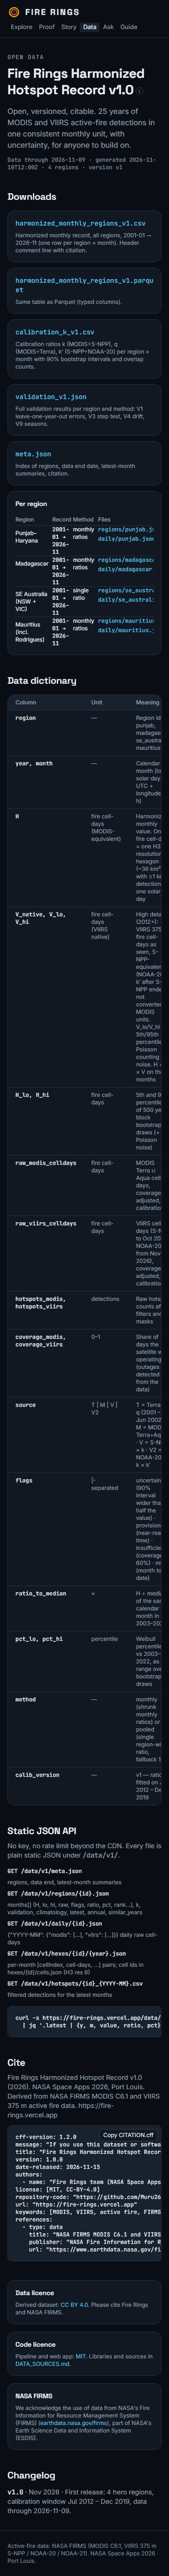 FIRE RINGS
Explore Proof Story Data Ask Guide
OPEN DATA
Fire Rings Harmonized
Hotspot Record v1.0
Open, versioned, citable. 25 years of
MODIS and VIIRS active-fire detections in
one consistent monthly unit, with
uncertainty, for anyone to build on.
Data through 2026-11-09 · generated 2026-11-
10T12:00Z · 4 regions · version v1
Downloads
harmonized_monthly_regions_v1.csv
Harmonized monthly record, all regions, 2001-01 →
2026-11 (one row per region × month). Header
comment line with citation.
harmonized_monthly_regions_v1.parqu
et
Same table as Parquet (typed columns).
calibration_k_v1.csv
Calibration ratios k (MODIS÷S-NPP), q
(MODIS÷Terra), k′ (S-NPP÷NOAA-20) per region ×
month with 90% bootstrap intervals and overlap
counts.
validation_v1.json
Full validation results per region and method: V1
leave-one-year-out errors, V3 step test, V4 drift,
V9 seasons.
meta.json
Index of regions, data end date, latest-month
summaries, citation.
Per region
Region Record Method Files
Punjab–
Haryana
2001-
01 →
2026-
11
monthly
ratios
regions/punjab.js
daily/punjab.json
Madagascar
2001-
01 →
2026-
11
monthly
ratios
regions/madagasca
daily/madagascar
SE Australia
(NSW +
VIC)
2001-
01 →
2026-
11
single
ratio
regions/se_austra
daily/se_australi
Mauritius
(incl.
Rodrigues)
2001-
01 →
2026-
11
monthly
ratios
regions/mauritius
daily/mauritius.j
Data dictionary
Column Unit Meaning
region — Region id
punjab,
madagas
se_austra
mauritius
year, month — Calendar
month (lo
solar day
UTC +
longitude
h)
H fire cell-
days
(MODIS-
equivalent)
Harmoniz
monthly
value. On
fire cell-d
= one H3
resolution
hexagon
(~36 km²
with ≥1 ke
detection
one solar
day
V_native, V_lo,
V_hi
fire cell-
days
(VIIRS
native)
High deta
(2012+):
VIIRS 375
fire cell-
days as
seen, S-
NPP-
equivalen
(NOAA-20
k′ after S-
NPP ende
not
converted
MODIS
units.
V_lo/V_hi
5th/95th
percentile
Poisson
counting
noise. H ≈
× V on the
months
H_lo, H_hi fire cell-
days
5th and 9
percentile
of 500 ye
block
bootstrap
draws (+
Poisson
noise)
raw_modis_celldays fire cell-
days
MODIS
Terra ∪
Aqua cell
days,
coverage
adjusted,
calibratio
raw_viirs_celldays fire cell-
days
VIIRS cell
days (S-N
to Oct 20
NOAA-20
from Nov
2026),
coverage
adjusted,
calibratio
hotspots_modis,
hotspots_viirs
detections Raw hots
counts af
filters and
masks
coverage_modis,
coverage_viirs
0–1 Share of
days the
satellite w
operating
(outages
detected
from the
data)
source T | M | V |
V2
T = Terra
q (2001 –
Jun 2002
M = MOD
Terra+Aq
· V = S-N
× k · V2 =
NOAA-20
k × k′
flags |-
separated
uncertain
(90%
interval
wider tha
half the
value) ·
provision
(near-rea
time) ·
insufficie
(coverage
60%) · m
(month to
date)
ratio_to_median × H ÷ media
of the sam
calendar
month in
2003–202
pct_lo, pct_hi percentile Weibull
percentile
vs 2003–
2022, as
range ove
bootstrap
draws
method — monthly
(shrunk
monthly
ratios) or
pooled
(single
region-wi
ratio,
fallback 1
calib_version — v1 — ratio
fitted on J
2012 – De
2019
Static JSON API
No key, no rate limit beyond the CDN. Every file is
plain static JSON under /data/v1/.
GET /data/v1/meta.json
regions, data end, latest-month summaries
GET /data/v1/regions/{id}.json
months[] (H, lo, hi, raw, flags, ratio, pct, rank…), k,
validation, climatology, latest, annual, similar_years
GET /data/v1/daily/{id}.json
{"YYYY-MM": {"modis": […], "viirs": […]}} daily raw cell-
days
GET /data/v1/hexes/{id}/{year}.json
per-month [cellIndex, cell-days, …] pairs; cell ids in
hexes/{id}/cells.json (H3 res 6)
GET /data/v1/hotspots/{id}_{YYYY-MM}.csv
filtered detections for the latest months
curl -s https://fire-rings.vercel.app/data/
| jq '.latest | {y, m, value, ratio, pct}
Cite
Fire Rings Harmonized Hotspot Record v1.0
(2026). NASA Space Apps 2026, Port Louis.
Derived from NASA FIRMS MODIS C6.1 and VIIRS
375 m active fire data. https://fire-
rings.vercel.app
Copy CITATION.cff
cff-version: 1.2.0
message: "If you use this dataset or softwa
title: "Fire Rings Harmonized Hotspot Recor
version: 1.0.0
date-released: 2026-11-15
authors:
- name: "Fire Rings team (NASA Space Apps
license: [MIT, CC-BY-4.0]
repository-code: "https://github.com/Muru26
url: "https://fire-rings.vercel.app"
keywords: [MODIS, VIIRS, active fire, FIRMS
references:
- type: data
title: "NASA FIRMS MODIS C6.1 and VIIRS
publisher: "NASA Fire Information for R
url: "https://www.earthdata.nasa.gov/fi
Data licence
Derived dataset: CC BY 4.0. Please cite Fire Rings
and NASA FIRMS.
Code licence
Pipeline and web app: MIT. Libraries and sources in
DATA_SOURCES.md.
NASA FIRMS
We acknowledge the use of data from NASA's Fire
Information for Resource Management System
(FIRMS) (earthdata.nasa.gov/firms), part of NASA's
Earth Science Data and Information System
(ESDIS).
Changelog
v1.0 · Nov 2026 · First release: 4 hero regions,
calibration window Jul 2012 – Dec 2019, data
through 2026-11-09.
Active-fire data: NASA FIRMS (MODIS C6.1, VIIRS 375 m
S-NPP / NOAA-20 / NOAA-21). NASA Space Apps 2026 ·
Port Louis.